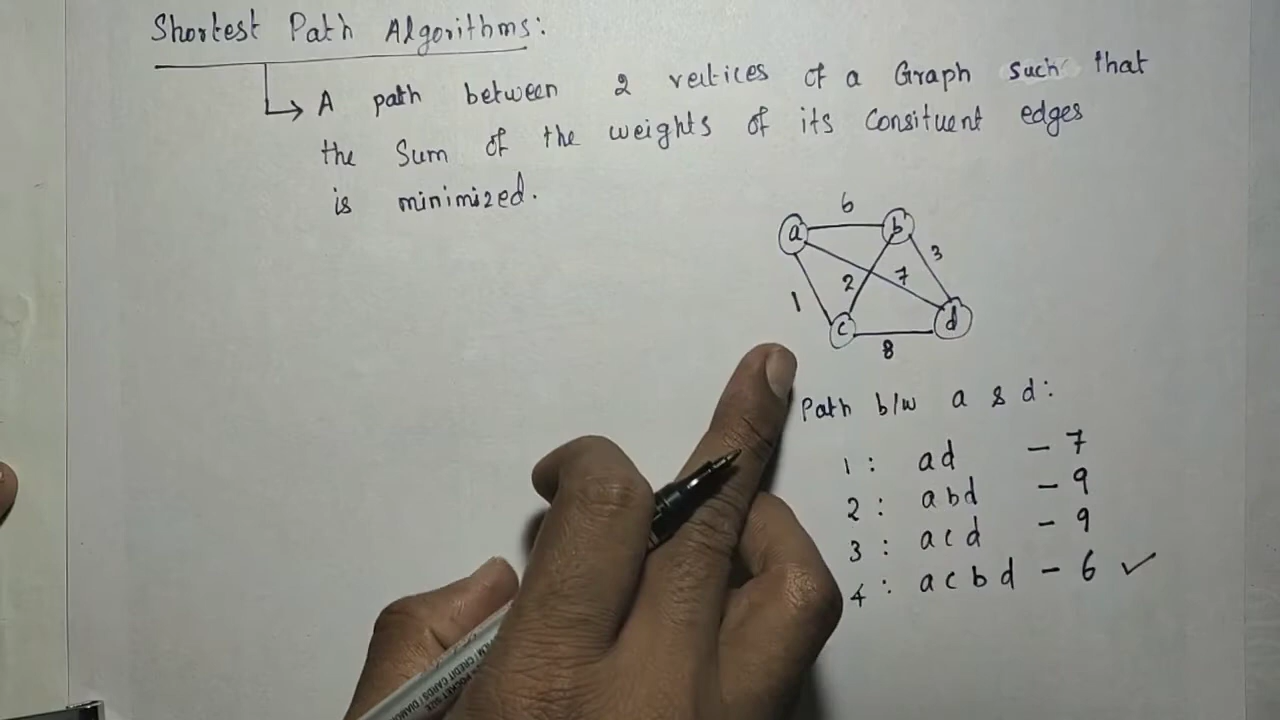 Shortest Path Algorithms:
A path between 2 vertices of a Graph such that
the Sum of the weights of its Consituent edges
is minimized.
6
a b
3
2 7
1
c d
8
Path b/w a & d:
1: ad - 7
2: abd - 9
3: acd - 9
4: acbd - 6 ✓
CREDIT CARDS